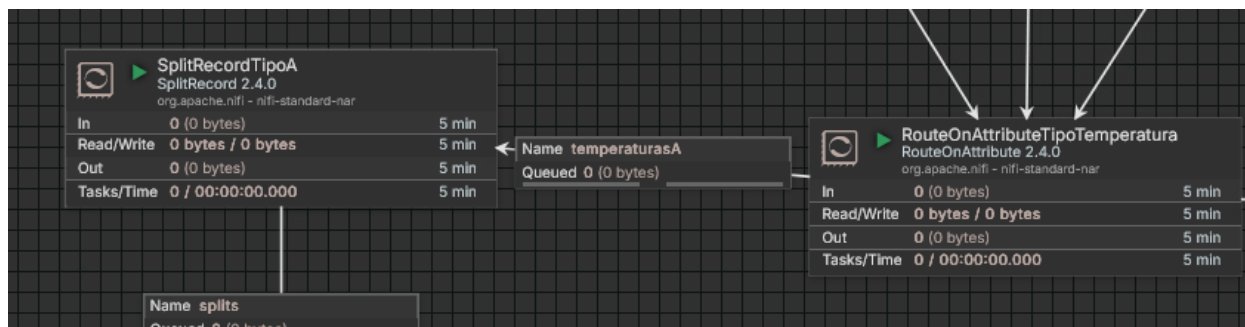 SplitRecordTipoA
SplitRecord 2.4.0
org.apache.nifi - nifi-standard-nar
In 0 (0 bytes) 5 min
Read/Write 0 bytes / 0 bytes 5 min
Out 0 (0 bytes) 5 min
Tasks/Time 0 / 00:00:00.000 5 min
Name temperaturasA
Queued 0 (0 bytes)
RouteOnAttributeTipoTemperatura
RouteOnAttribute 2.4.0
org.apache.nifi - nifi-standard-nar
In 0 (0 bytes) 5 min
Read/Write 0 bytes / 0 bytes 5 min
Out 0 (0 bytes) 5 min
Tasks/Time 0 / 00:00:00.000 5 min
Name splits
Queued 0 (0 bytes)